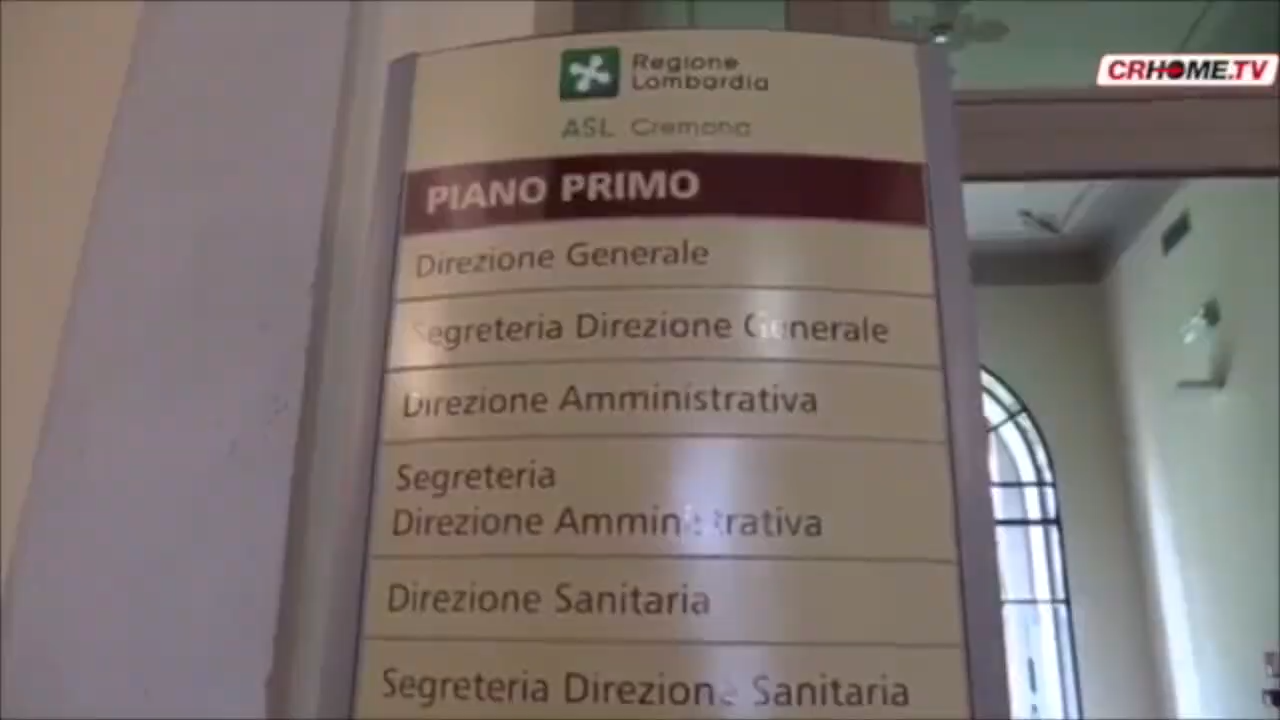 CRHOME.TV
Regione
Lombardia
ASL Cremona
PIANO PRIMO
Direzione Generale
Segreteria Direzione Generale
Direzione Amministrativa
Segreteria
Direzione Amministrativa
Direzione Sanitaria
Segreteria Direzione Sanitaria